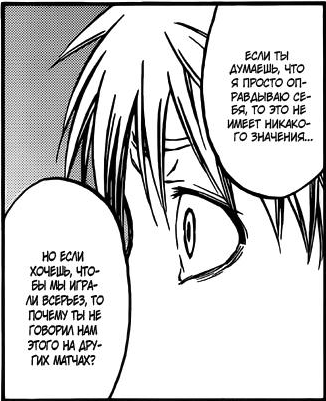 ЕСЛИ ТЫ
ДУМАЕШЬ, ЧТО
Я ПРОСТО ОП-
РАВДЫВАЮ СЕ-
БЯ, ТО ЭТО НЕ
ИМЕЕТ НИКАКО-
ГО ЗНАЧЕНИЯ...
НО ЕСЛИ
ХОЧЕШЬ, ЧТО-
БЫ МЫ ИГРА-
ЛИ ВСЕРЬЕЗ, ТО
ПОЧЕМУ ТЫ НЕ
ГОВОРИЛ НАМ
ЭТОГО НА ДРУ-
ГИХ МАТЧАХ?